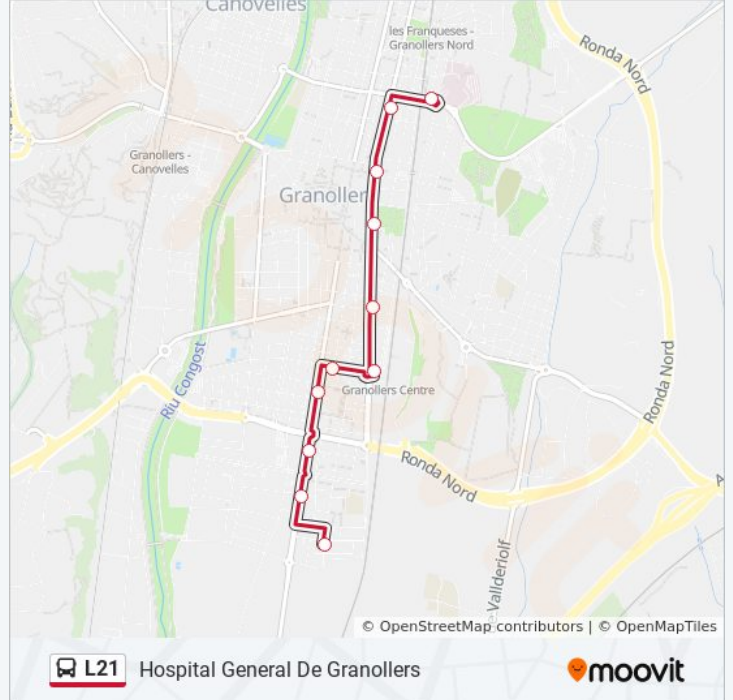 Canovelles
les Franqueses -
Granollers Nord
Ronda Nord
Granollers -
Canovelles
Granoller
Riu Congost
Granollers Centre
Ronda Nord
Ronda Nord
A
Vallderiolf
© OpenStreetMap contributors | © OpenMapTiles
L21 Hospital General De Granollers moovit